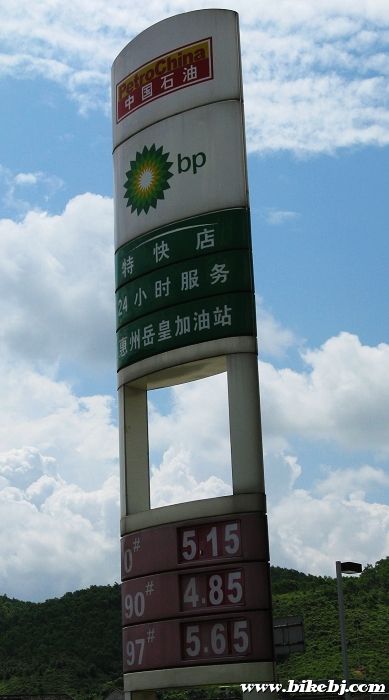 PetroChina
中国石油
bp
特快店
24小时服务
惠州岳皇加油站
0# 5.15
90# 4.85
97# 5.65
www.bikebj.com